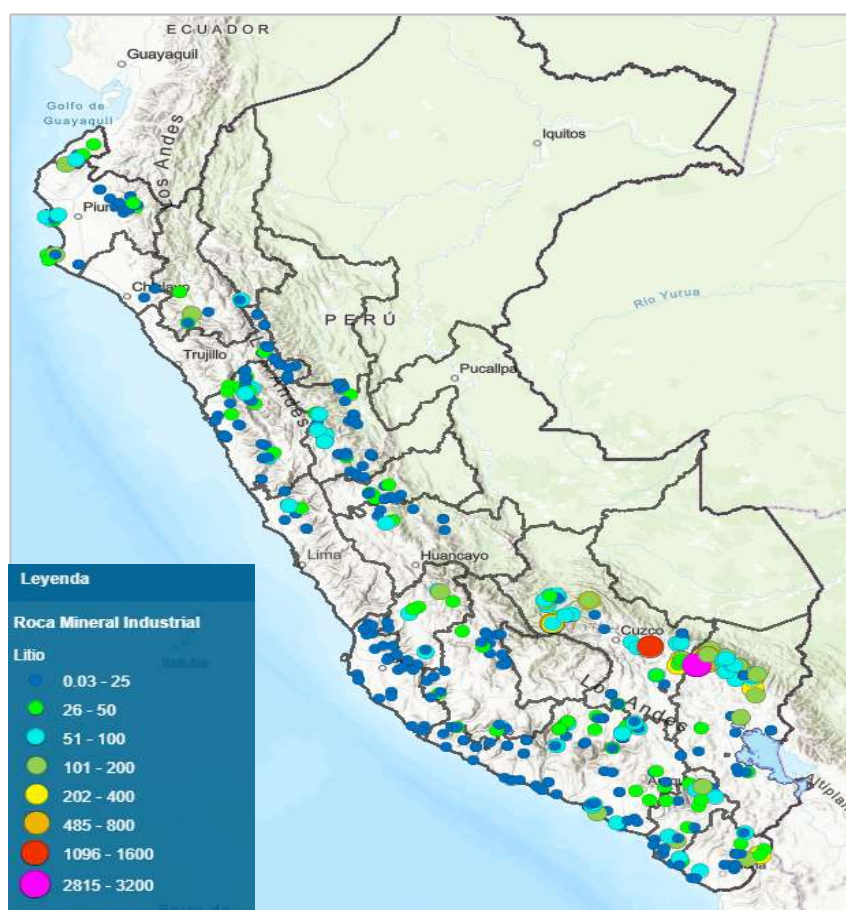 ECUADOR
Guayaquil
Golfo de
Guayaquil
Los Andes
Iquitos
Piura
Chiclayo
Río Yurua
PERÚ
Trujillo
Andes
Pucallpa
Lima
Huancayo
Cuzco
Los Andes
Leyenda
Roca Mineral Industrial
Litio
0.03 - 25
26 - 50
51 - 100
101 - 200
202 - 400
485 - 800
1096 - 1600
2815 - 3200